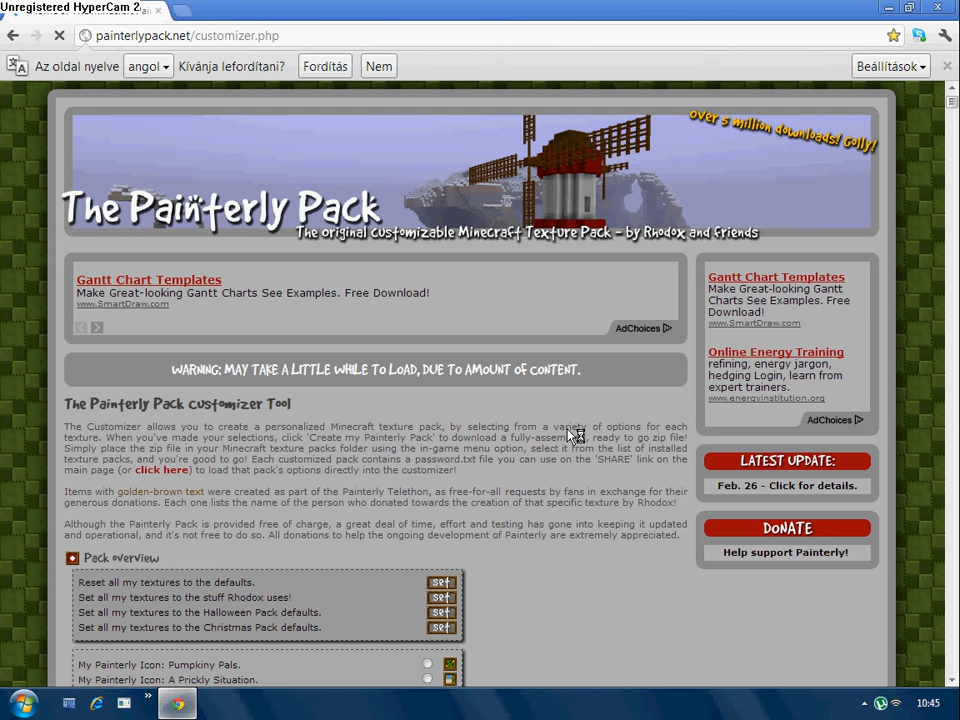 Unregistered HyperCam 2
painterlypack.net/customizer.php
Az oldal nyelve angol Kívánja lefordítani? Fordítás Nem Beállítások
over 5 million downloads! Golly!
The Painterly Pack
The original customizable Minecraft Texture Pack - by Rhodox and friends
Gantt Chart Templates
Make Great-looking Gantt Charts See Examples. Free Download!
www.SmartDraw.com
AdChoices
WARNING: MAY TAKE A LITTLE WHILE TO LOAD, DUE TO AMOUNT OF CONTENT.
The Painterly Pack Customizer Tool
The Customizer allows you to create a personalized Minecraft texture pack, by selecting from a variety of options for each
texture. When you've made your selections, click 'Create my Painterly Pack' to download a fully-assem ready to go zip file!
Simply place the zip file in your Minecraft texture packs folder using the in-game menu option, select it from the list of installed
texture packs, and you're good to go! Each customized pack contains a password.txt file you can use on the 'SHARE' link on the
main page (or click here) to load that pack's options directly into the customizer!
Items with golden-brown text were created as part of the Painterly Telethon, as free-for-all requests by fans in exchange for their
generous donations. Each one lists the name of the person who donated towards the creation of that specific texture by Rhodox!
Although the Painterly Pack is provided free of charge, a great deal of time, effort and testing has gone into keeping it updated
and operational, and it's not free to do so. All donations to help the ongoing development of Painterly are extremely appreciated.
Pack overview
Reset all my textures to the defaults. set
Set all my textures to the stuff Rhodox uses! set
Set all my textures to the Halloween Pack defaults. set
Set all my textures to the Christmas Pack defaults. set
My Painterly Icon: Pumpkiny Pals.
My Painterly Icon: A Prickly Situation.
Gantt Chart Templates
Make Great-looking Gantt
Charts See Examples. Free
Download!
www.SmartDraw.com
Online Energy Training
refining, energy jargon,
hedging Login, learn from
expert trainers.
www.energyinstitution.org
AdChoices
LATEST UPDATE:
Feb. 26 - Click for details.
DONATE
Help support Painterly!
10:45